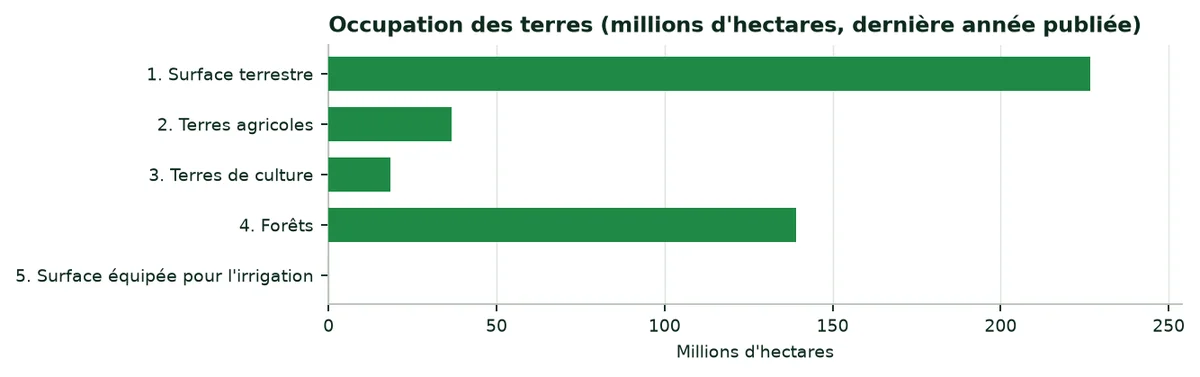 Occupation des terres (millions d'hectares, dernière année publiée)
1. Surface terrestre
2. Terres agricoles
3. Terres de culture
4. Forêts
5. Surface équipée pour l'irrigation
0 50 100 150 200 250
Millions d'hectares